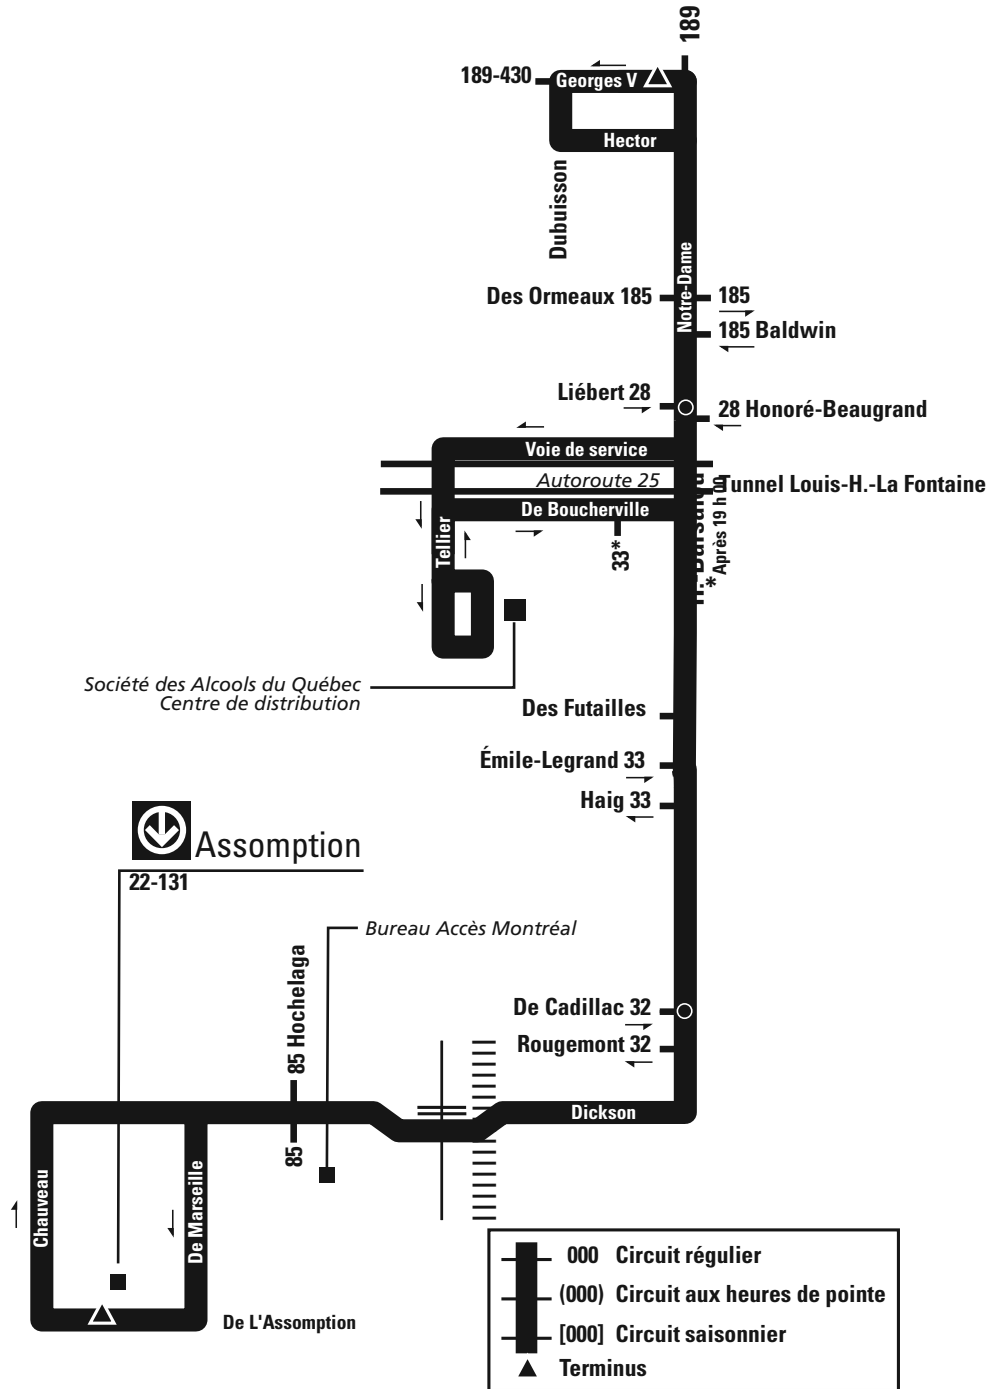 189
189-430
Georges V
Hector
Dubuisson
Notre-Dame
Des Ormeaux 185
185
185 Baldwin
Liébert 28
28 Honoré-Beaugrand
Voie de service
Autoroute 25
Tunnel Louis-H.-La Fontaine
De Boucherville
Tellier
33*
* Après 19 h 00
Société des Alcools du Québec
Centre de distribution
Des Futailles
Émile-Legrand 33
Haig 33
Assomption
22-131
Bureau Accès Montréal
85 Hochelaga
De Cadillac 32
Rougemont 32
Dickson
85
Chauveau
De Marseille
De L'Assomption
000 Circuit régulier
(000) Circuit aux heures de pointe
[000] Circuit saisonnier
Terminus